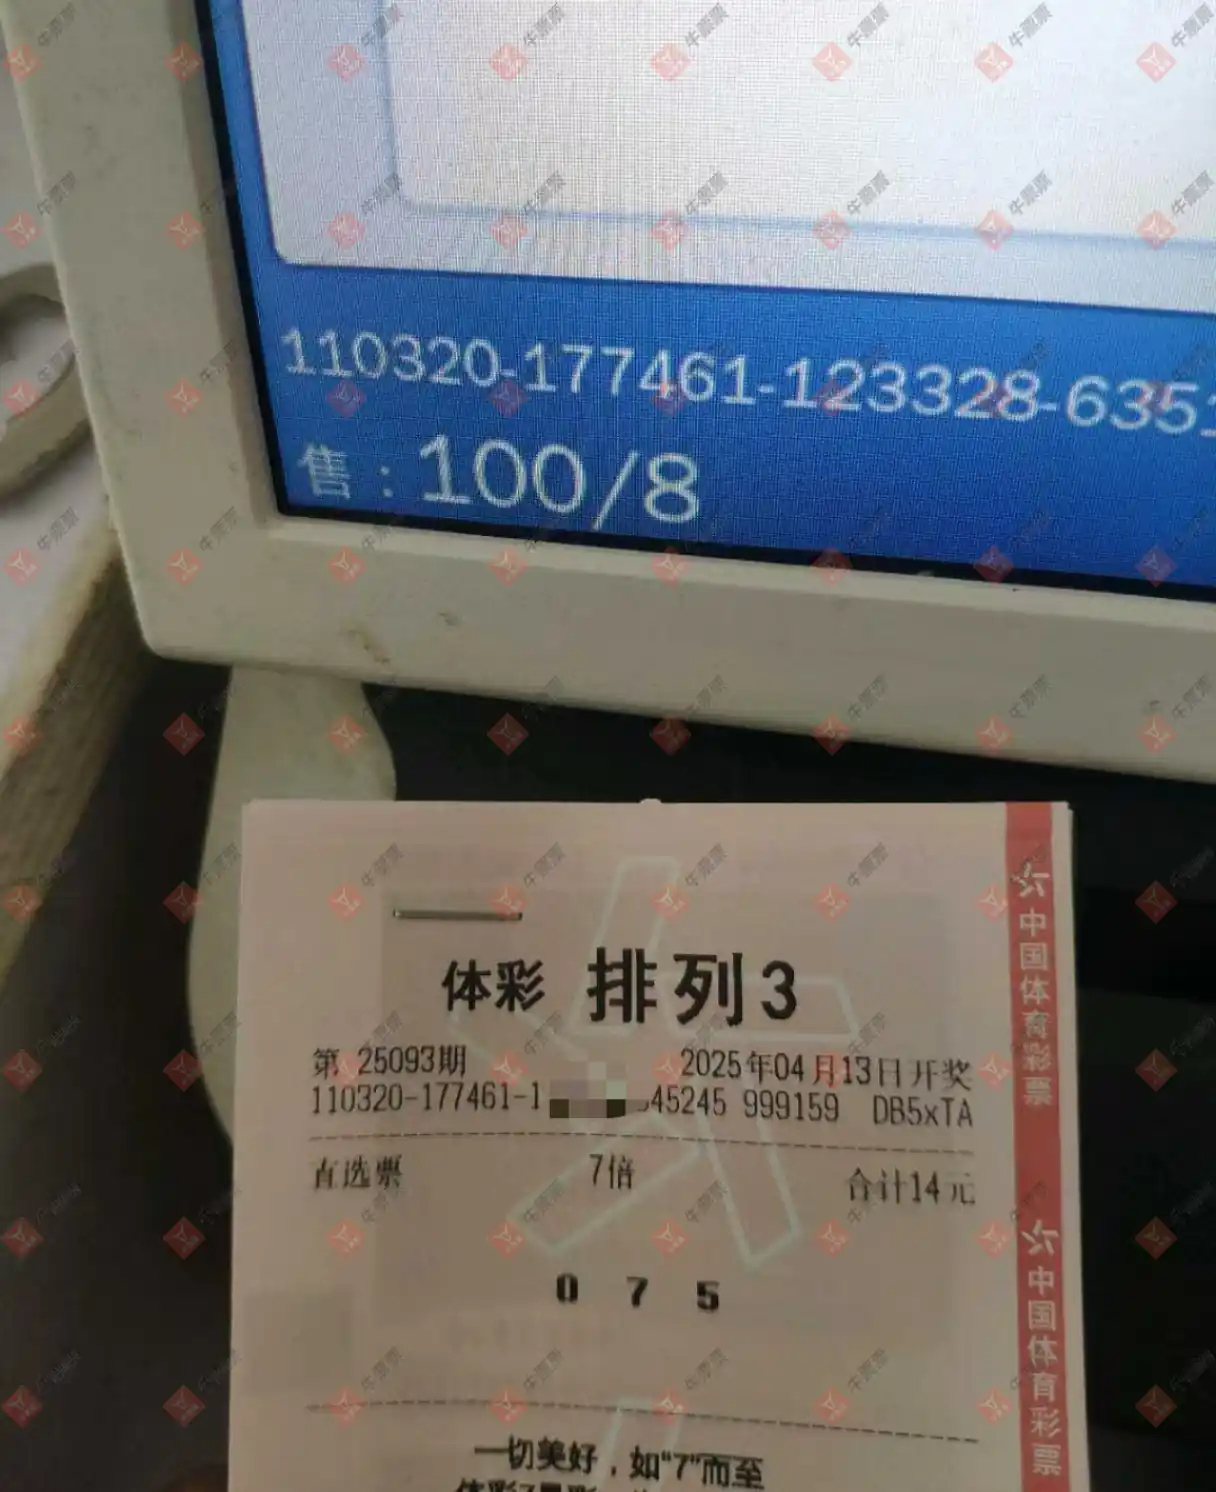 110320-177461-123328-635
售：100/8
体彩 排列3
第 25093期 2025年04月13日开奖
110320-177461-1 45245 999159 DB5xTA
直选票 7倍 合计14元
0 7 5
一切美好，如“7”而至
中国体育彩票
中国体育彩票
牛票票